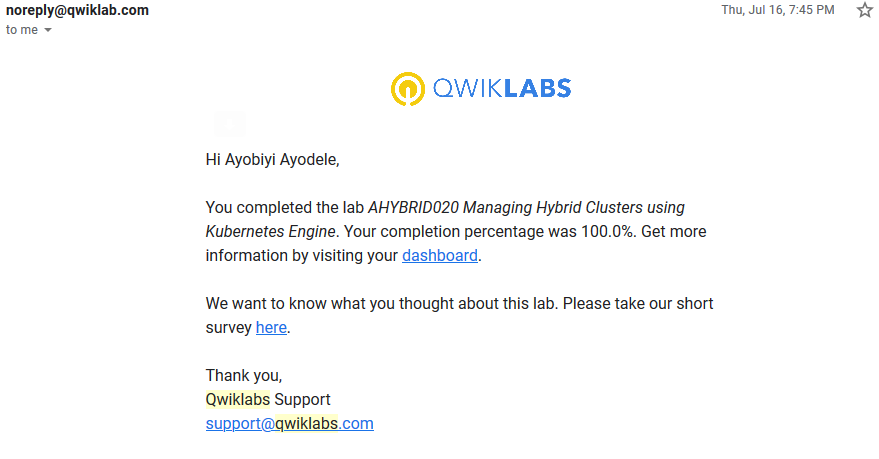 noreply@qwiklab.com
Thu, Jul 16, 7:45 PM
to me
QWIKLABS
Hi Ayobiyi Ayodele,
You completed the lab AHYBRID020 Managing Hybrid Clusters using
Kubernetes Engine. Your completion percentage was 100.0%. Get more
information by visiting your dashboard.
We want to know what you thought about this lab. Please take our short
survey here.
Thank you,
Qwiklabs Support
support@qwiklabs.com